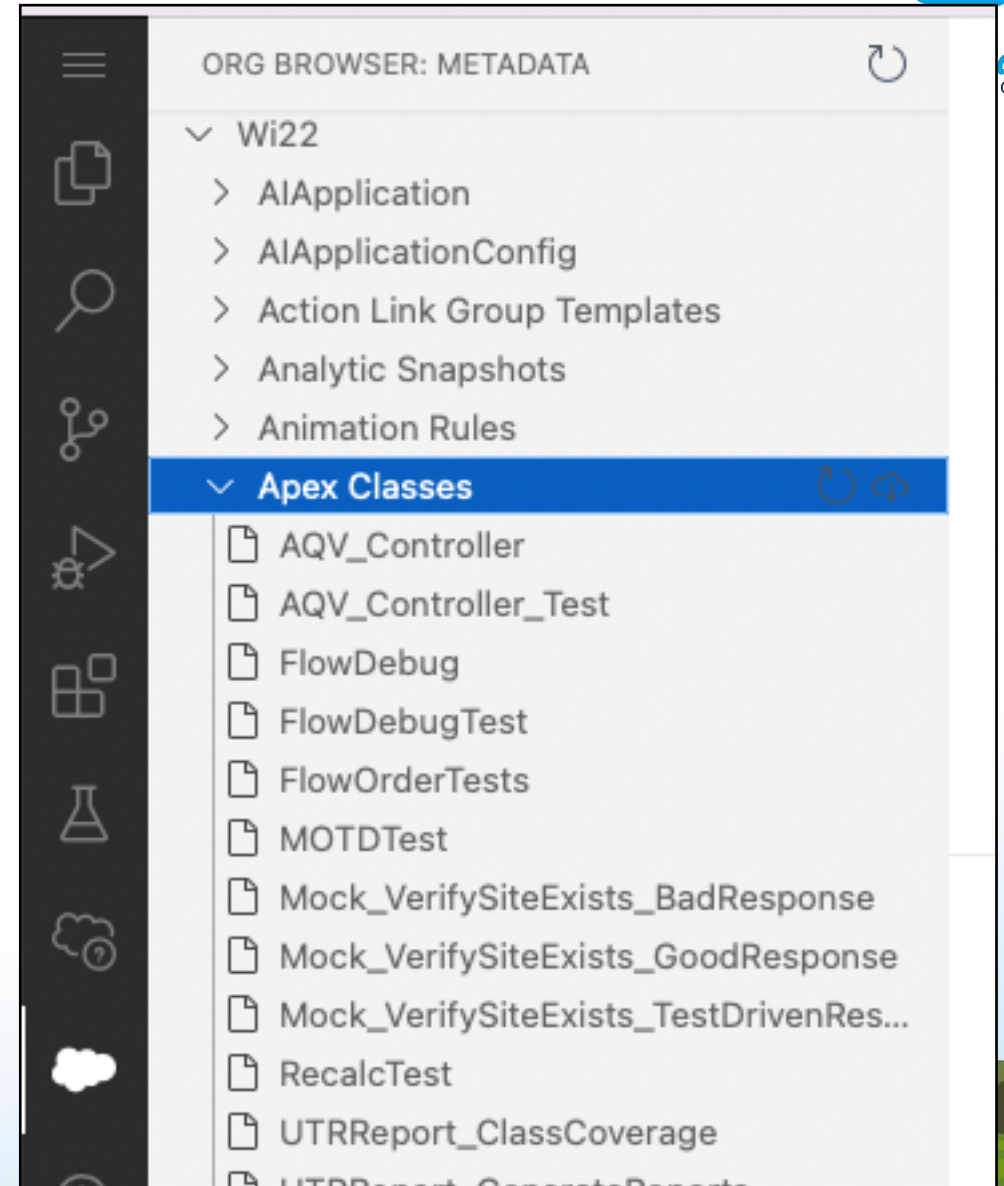 ORG BROWSER: METADATA
Wi22
AIApplication
AIApplicationConfig
Action Link Group Templates
Analytic Snapshots
Animation Rules
Apex Classes
AQV_Controller
AQV_Controller_Test
FlowDebug
FlowDebugTest
FlowOrderTests
MOTDTest
Mock_VerifySiteExists_BadResponse
Mock_VerifySiteExists_GoodResponse
Mock_VerifySiteExists_TestDrivenRes...
RecalcTest
UTRReport_ClassCoverage